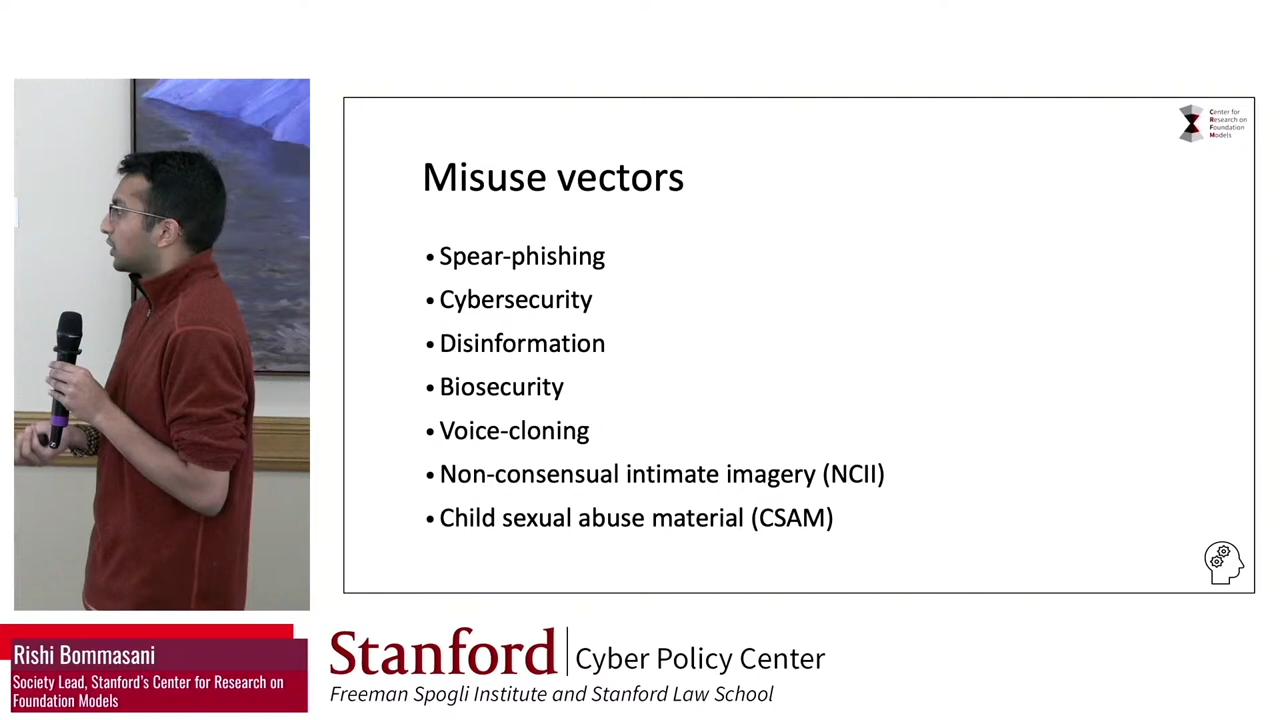 Center for
Research on
Foundation
Models
Misuse vectors
• Spear-phishing
• Cybersecurity
• Disinformation
• Biosecurity
• Voice-cloning
• Non-consensual intimate imagery (NCII)
• Child sexual abuse material (CSAM)
Rishi Bommasani
Society Lead, Stanford's Center for Research on
Foundation Models
Stanford | Cyber Policy Center
Freeman Spogli Institute and Stanford Law School